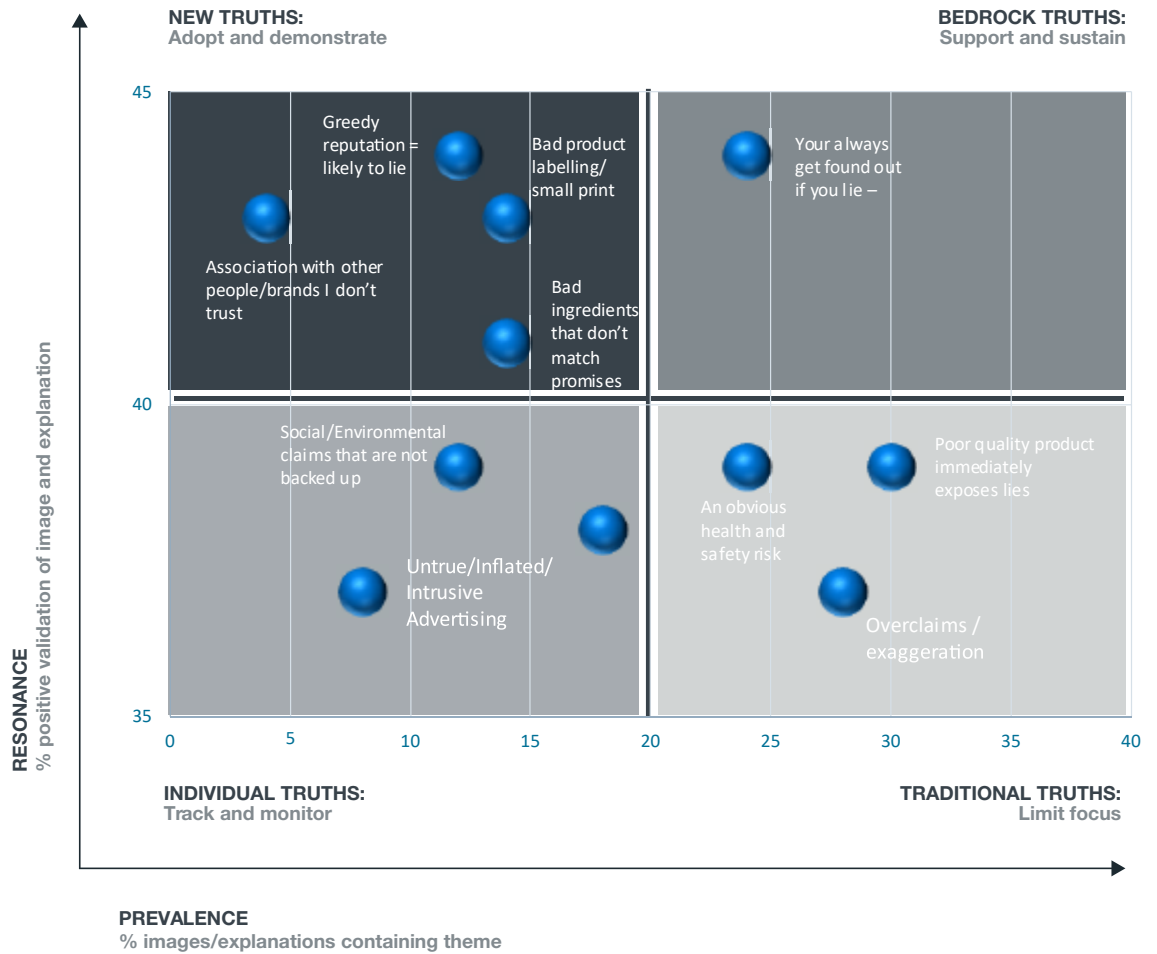 NEW TRUTHS:
Adopt and demonstrate
BEDROCK TRUTHS:
Support and sustain
45
Greedy
reputation =
likely to lie
Bad product
labelling/
small print
Your always
get found out
if you lie –
Association with other
people/brands I don't
trust
Bad
ingredients
that don't
match
promises
40
Social/Environmental
claims that are not
backed up
Poor quality product
immediately
exposes lies
An obvious
health and
safety risk
Untrue/Inflated/
Intrusive
Advertising
Overclaims /
exaggeration
35
0
5
10
15
20
25
30
35
40
RESONANCE
% positive validation of image and explanation
INDIVIDUAL TRUTHS:
Track and monitor
TRADITIONAL TRUTHS:
Limit focus
PREVALENCE
% images/explanations containing theme